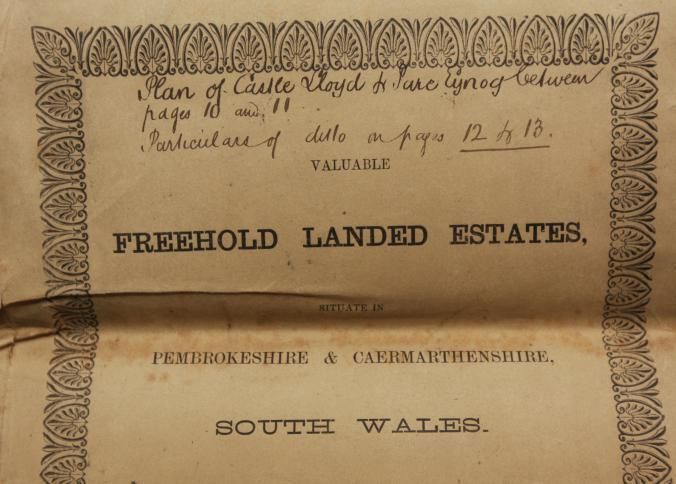 Plan of Castle Lloyd & Parc Cynog between
pages 10 and 11
Particulars of ditto on pages 12 & 13.
VALUABLE
FREEHOLD LANDED ESTATES,
SITUATE IN
PEMBROKESHIRE & CAERMARTHENSHIRE,
SOUTH WALES.